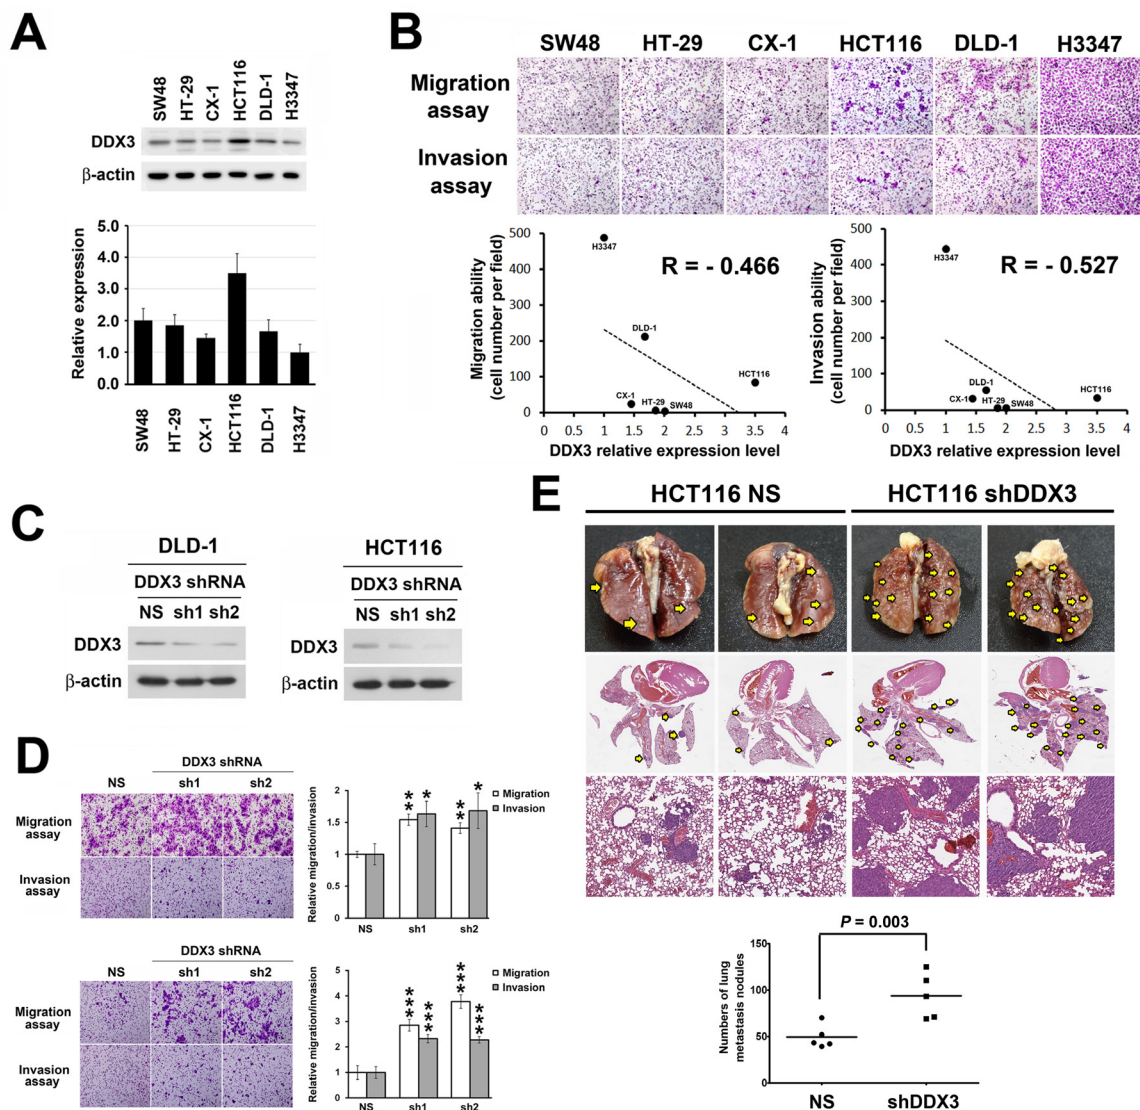 A
SW48
HT-29
CX-1
HCT116
DLD-1
H3347
DDX3
β-actin
Relative expression
5.0
4.0
3.0
2.0
1.0
0.0
SW48
HT-29
CX-1
HCT116
DLD-1
H3347
B
SW48 HT-29 CX-1 HCT116 DLD-1 H3347
Migration
assay
Invasion
assay
Migration ability
(cell number per field)
500
400
300
200
100
0
H3347
R = - 0.466
DLD-1
HCT116
CX-1
HT-29
SW48
0 0.5 1 1.5 2 2.5 3 3.5 4
DDX3 relative expression level
Invasion ability
(cell number per field)
500
400
300
200
100
0
H3347
R = - 0.527
DLD-1
HCT116
CX-1
HT-29
SW48
0 0.5 1 1.5 2 2.5 3 3.5 4
DDX3 relative expression level
C
DLD-1
DDX3 shRNA
NS sh1 sh2
DDX3
β-actin
HCT116
DDX3 shRNA
NS sh1 sh2
DDX3
β-actin
D
DDX3 shRNA
NS sh1 sh2
Migration
assay
Invasion
assay
Relative migration/invasion
2
1.5
1
0.5
0
** * ** *
Migration
Invasion
NS sh1 sh2
DDX3 shRNA
NS sh1 sh2
Migration
assay
Invasion
assay
Relative migration/invasion
5
4
3
2
1
0
*** *** *** ***
Migration
Invasion
NS sh1 sh2
E
HCT116 NS HCT116 shDDX3
P = 0.003
Numbers of lung
metastasis nodules
150
100
50
0
NS shDDX3